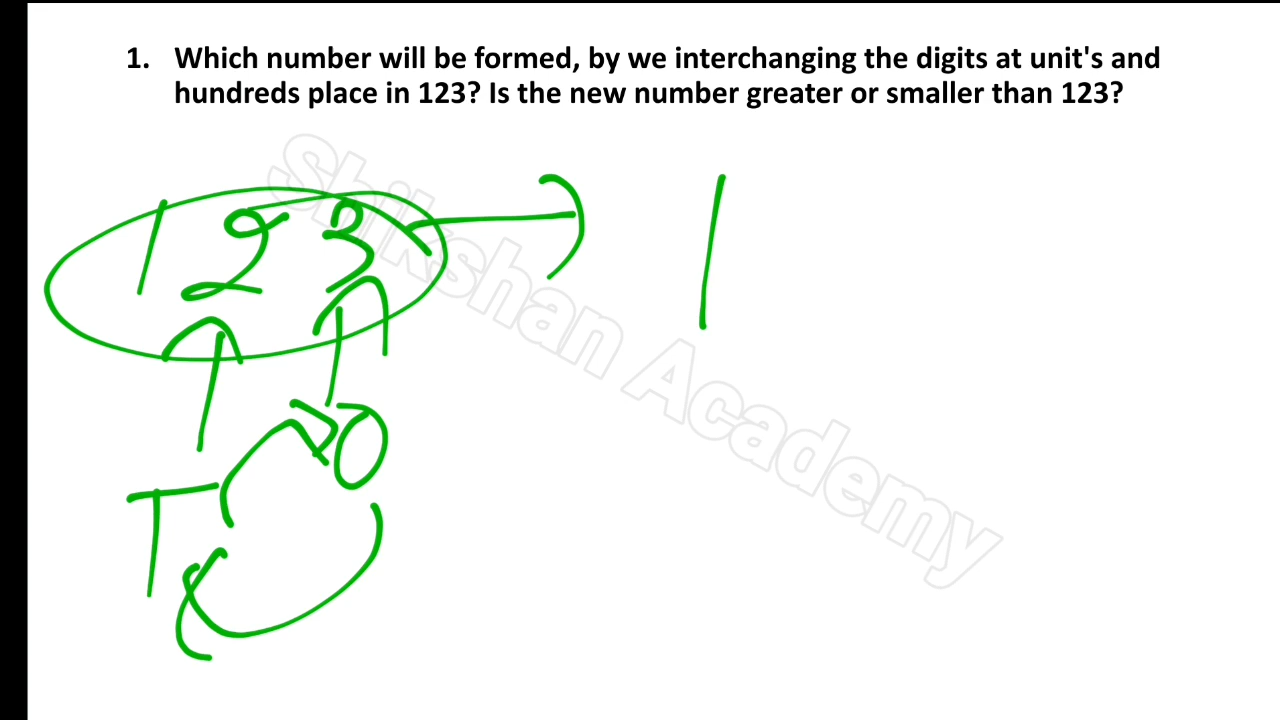 1. Which number will be formed, by we interchanging the digits at unit's and
hundreds place in 123? Is the new number greater or smaller than 123?
123 → 1
T O
Shikshan Academy